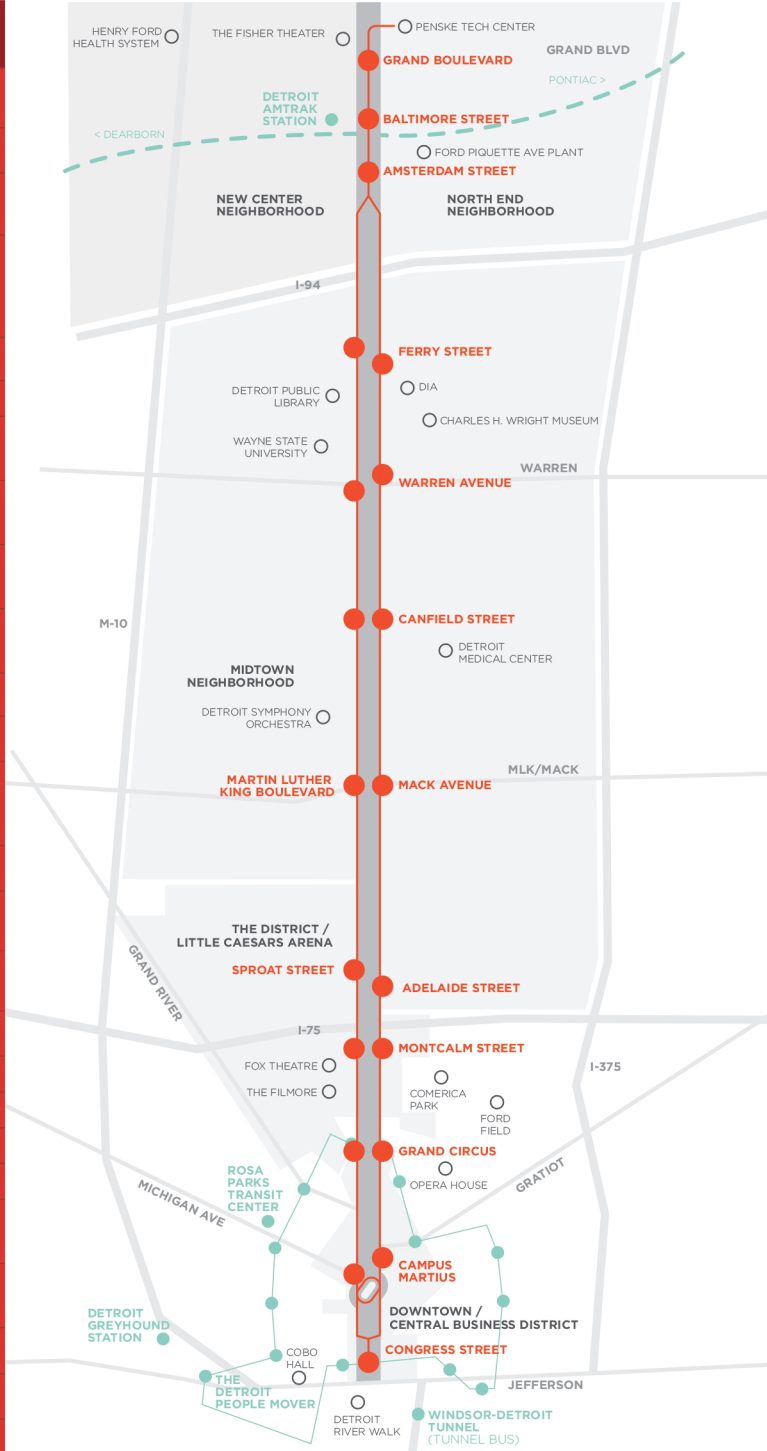 PENSKE TECH CENTER
HENRY FORD
HEALTH SYSTEM
THE FISHER THEATER
GRAND BLVD
GRAND BOULEVARD
PONTIAC >
DETROIT
AMTRAK
STATION
BALTIMORE STREET
< DEARBORN
FORD PIQUETTE AVE PLANT
AMSTERDAM STREET
NEW CENTER
NEIGHBORHOOD
NORTH END
NEIGHBORHOOD
I-94
FERRY STREET
DETROIT PUBLIC
LIBRARY
DIA
CHARLES H. WRIGHT MUSEUM
WAYNE STATE
UNIVERSITY
WARREN
WARREN AVENUE
M-10
CANFIELD STREET
DETROIT
MEDICAL CENTER
MIDTOWN
NEIGHBORHOOD
DETROIT SYMPHONY
ORCHESTRA
MLK/MACK
MARTIN LUTHER
KING BOULEVARD
MACK AVENUE
THE DISTRICT /
LITTLE CAESARS ARENA
GRAND RIVER
SPROAT STREET
ADELAIDE STREET
I-75
MONTCALM STREET
FOX THEATRE
I-375
THE FILMORE
COMERICA
PARK
FORD
FIELD
GRAND CIRCUS
ROSA
PARKS
TRANSIT
CENTER
OPERA HOUSE
GRATIOT
MICHIGAN AVE
CAMPUS
MARTIUS
DETROIT
GREYHOUND
STATION
DOWNTOWN /
CENTRAL BUSINESS DISTRICT
COBO
HALL
CONGRESS STREET
THE
DETROIT
PEOPLE MOVER
JEFFERSON
DETROIT
RIVER WALK
WINDSOR-DETROIT
TUNNEL
(TUNNEL BUS)